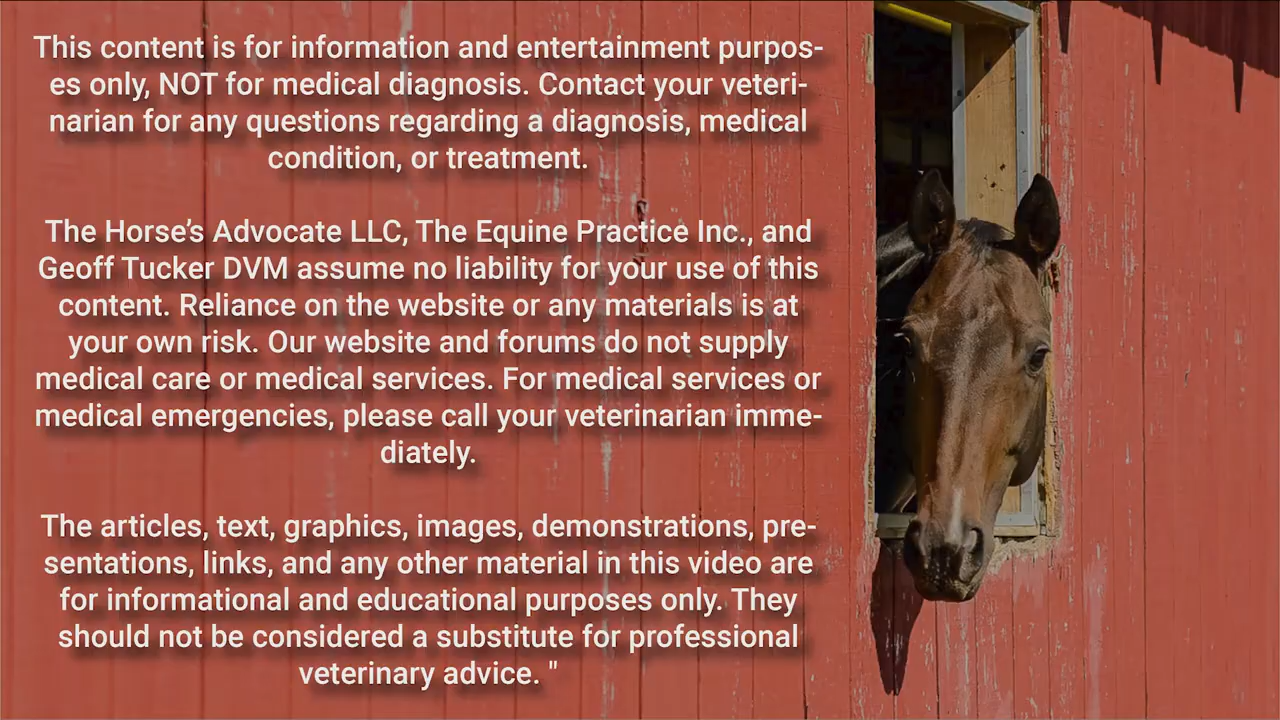 This content is for information and entertainment purpos-
es only, NOT for medical diagnosis. Contact your veteri-
narian for any questions regarding a diagnosis, medical
condition, or treatment.
The Horse’s Advocate LLC, The Equine Practice Inc., and
Geoff Tucker DVM assume no liability for your use of this
content. Reliance on the website or any materials is at
your own risk. Our website and forums do not supply
medical care or medical services. For medical services or
medical emergencies, please call your veterinarian imme-
diately.
The articles, text, graphics, images, demonstrations, pre-
sentations, links, and any other material in this video are
for informational and educational purposes only. They
should not be considered a substitute for professional
veterinary advice. "